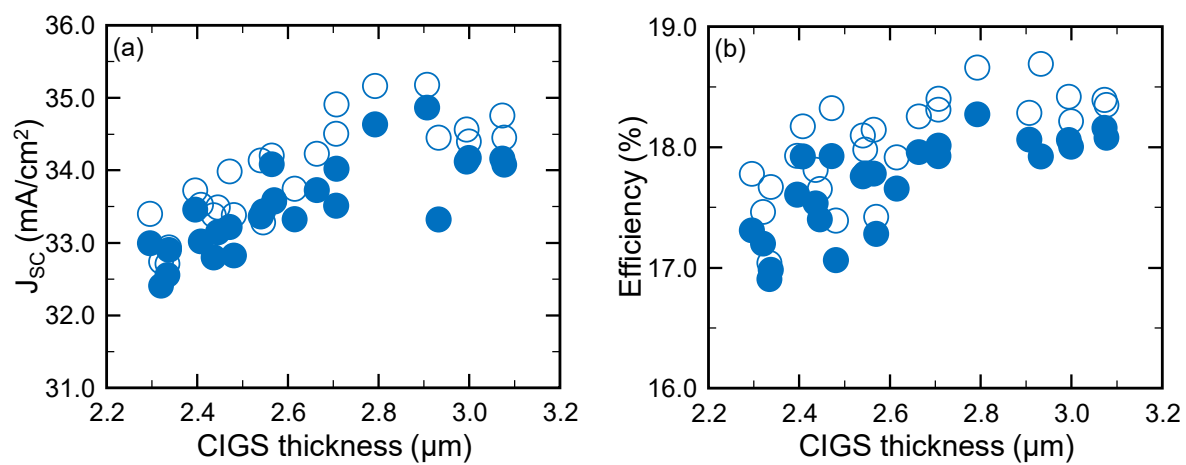 (a)
J_SC (mA/cm²)
36.0
35.0
34.0
33.0
32.0
31.0
2.2 2.4 2.6 2.8 3.0 3.2
CIGS thickness (μm)
(b)
Efficiency (%)
19.0
18.0
17.0
16.0
2.2 2.4 2.6 2.8 3.0 3.2
CIGS thickness (μm)